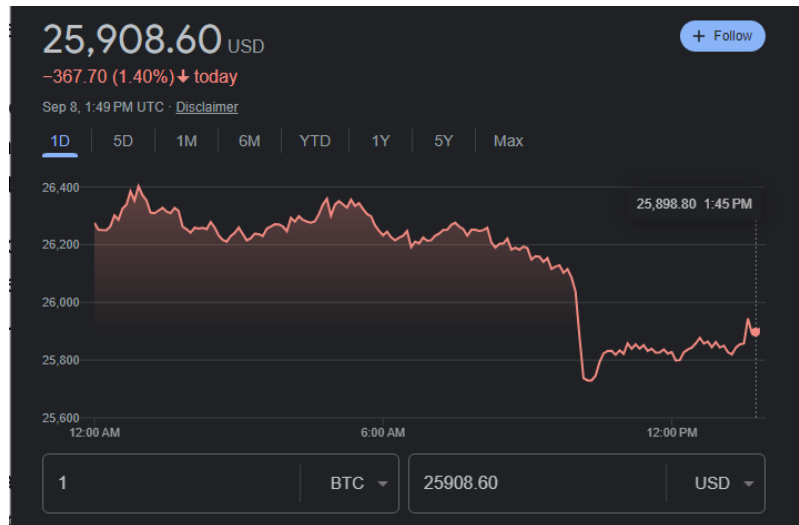 25,908.60 USD
+ Follow
−367.70 (1.40%)↓ today
Sep 8, 1:49 PM UTC · Disclaimer
1D 5D 1M 6M YTD 1Y 5Y Max
26,400
25,898.80 1:45 PM
26,200
26,000
25,800
25,600
12:00 AM 6:00 AM 12:00 PM
1 BTC 25908.60 USD